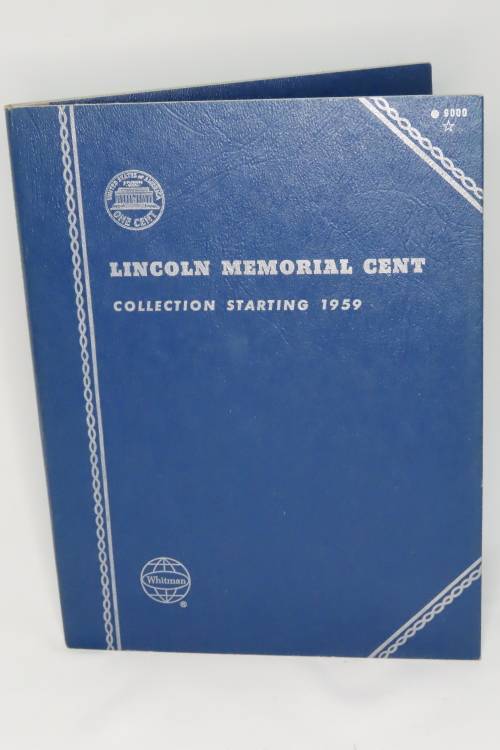 9000
UNITED STATES OF AMERICA
ONE CENT
LINCOLN MEMORIAL CENT
COLLECTION STARTING 1959
Whitman
®